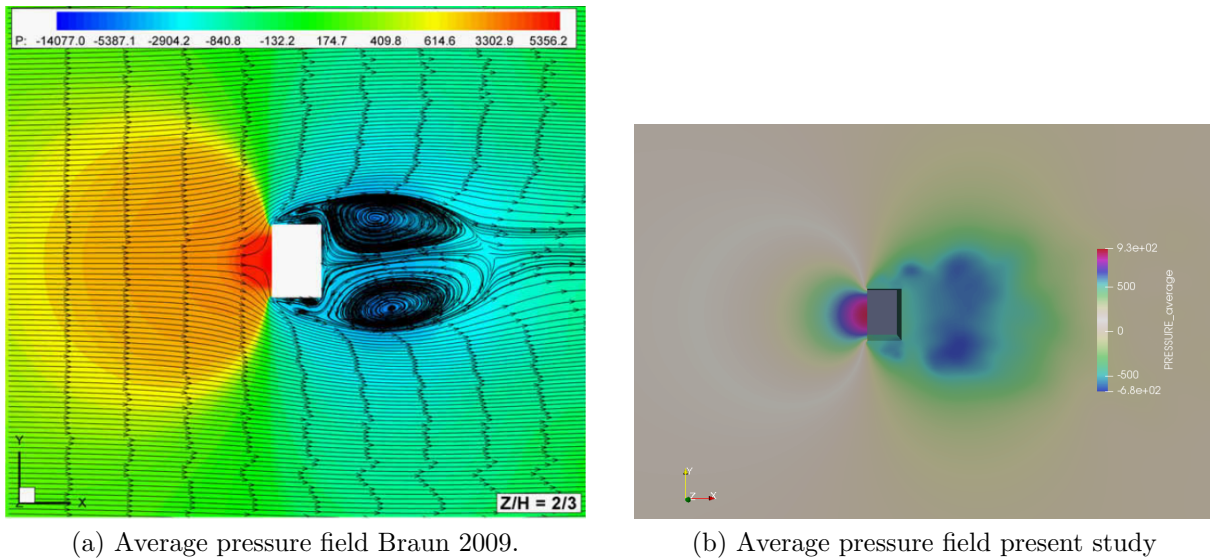 P: -14077.0 -5387.1 -2904.2 -840.8 -132.2 174.7 409.8 614.6 3302.9 5356.2
Y
Z
X
Z/H = 2/3
9.3e+02
500
0
-500
-6.8e+02
PRESSURE_average
Y
Z
X
(a) Average pressure field Braun 2009.
(b) Average pressure field present study